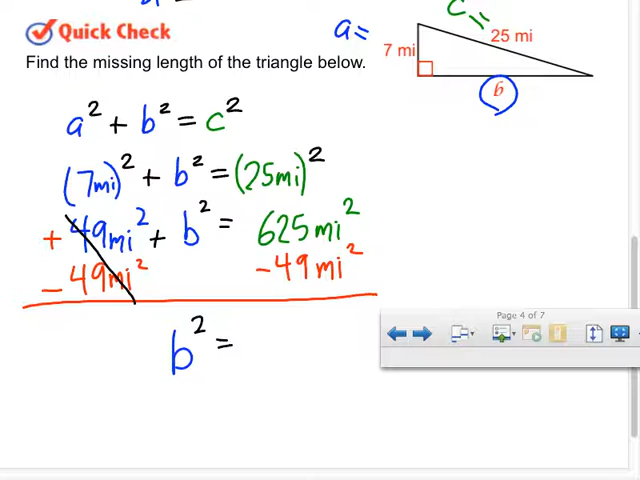 Quick Check
a=
c=
7 mi
25 mi
b
Find the missing length of the triangle below.
a² + b² = c²
(7mi)² + b² = (25mi)²
+ 49mi² + b² = 625mi²
- 49mi² - 49mi²
b² =
Page 4 of 7